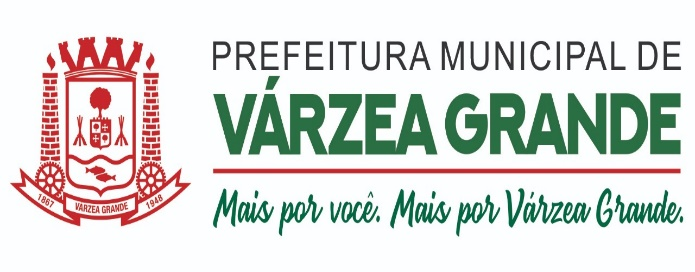 PREFEITURA MUNICIPAL DE
VÁRZEA GRANDE
Mais por você. Mais por Várzea Grande.
1867 VARZEA GRANDE 1948